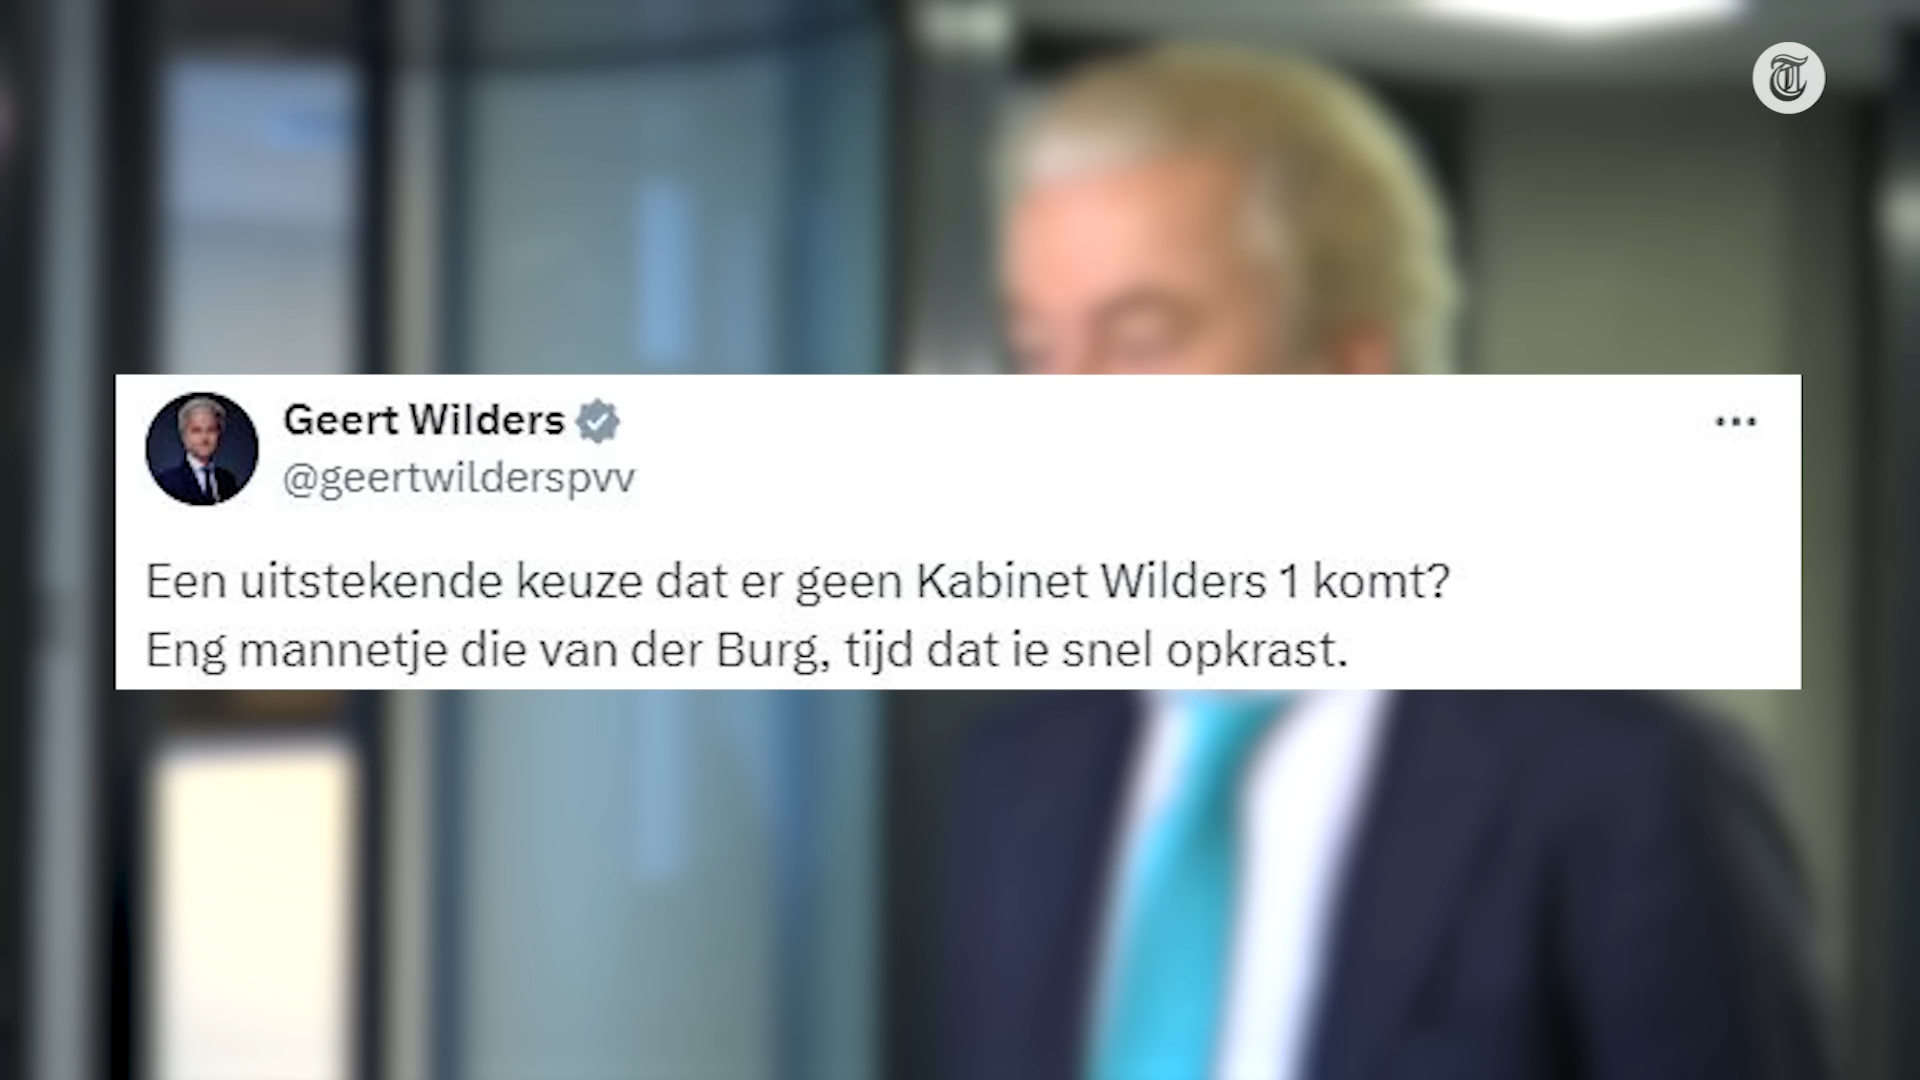 Geert Wilders
@geertwilderspvv
Een uitstekende keuze dat er geen Kabinet Wilders 1 komt?
Eng mannetje die van der Burg, tijd dat ie snel opkrast.
T